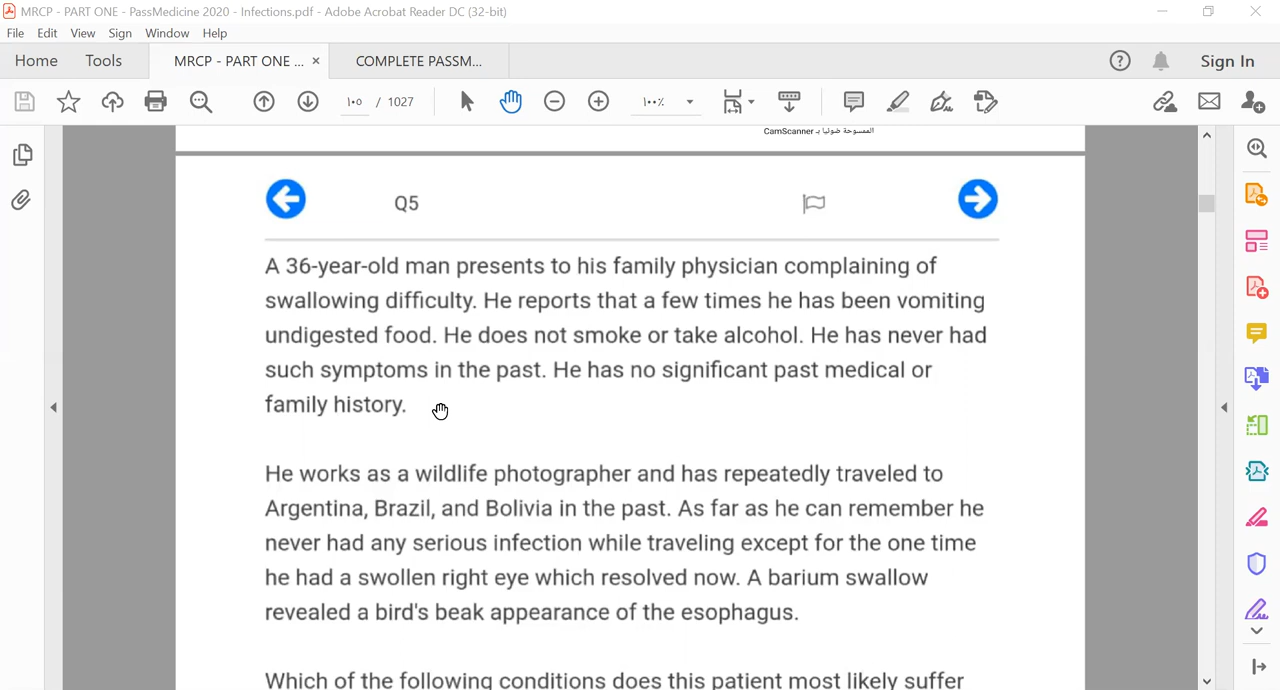 MRCP - PART ONE - PassMedicine 2020 - Infections.pdf - Adobe Acrobat Reader DC (32-bit)
File Edit View Sign Window Help
Home Tools MRCP - PART ONE ... × COMPLETE PASSM... Sign In
١٠٥ / 1027 ١٠٠٪
الممسوحة ضوئيا بـ CamScanner
Q5
A 36-year-old man presents to his family physician complaining of
swallowing difficulty. He reports that a few times he has been vomiting
undigested food. He does not smoke or take alcohol. He has never had
such symptoms in the past. He has no significant past medical or
family history.
He works as a wildlife photographer and has repeatedly traveled to
Argentina, Brazil, and Bolivia in the past. As far as he can remember he
never had any serious infection while traveling except for the one time
he had a swollen right eye which resolved now. A barium swallow
revealed a bird's beak appearance of the esophagus.
Which of the following conditions does this patient most likely suffer